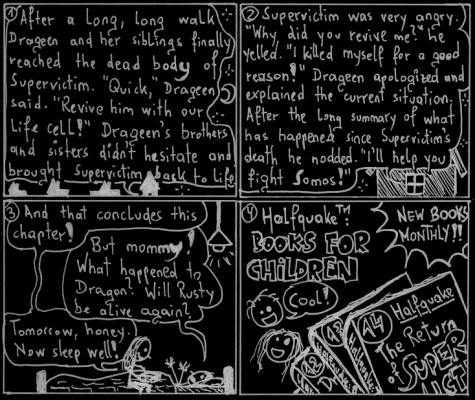 1 After a long, long walk
Drageen and her siblings finally
reached the dead body of
Supervictim. "Quick," Drageen
said. "Revive him with our
life cell!" Drageen's brothers
and sisters didn't hesitate and
brought Supervictim back to life
2 Supervictim was very angry.
"Why did you revive me?" he
yelled. "I killed myself for a good
reason!" Drageen apologized and
explained the current situation.
After the long summary of what
has happened since Supervictim's
death he nodded. "I'll help you
fight Somos!"
3 And that concludes this
chapter!
But mommy!
What happened to
Dragon? Will Rusty
be alive again?
Tomorrow, honey.
Now sleep well!
4 Halfquake™:
BOOKS FOR
CHILDREN
NEW BOOKS
MONTHLY!!
Cool!
A4 Halfquake
The Return
of SUPER